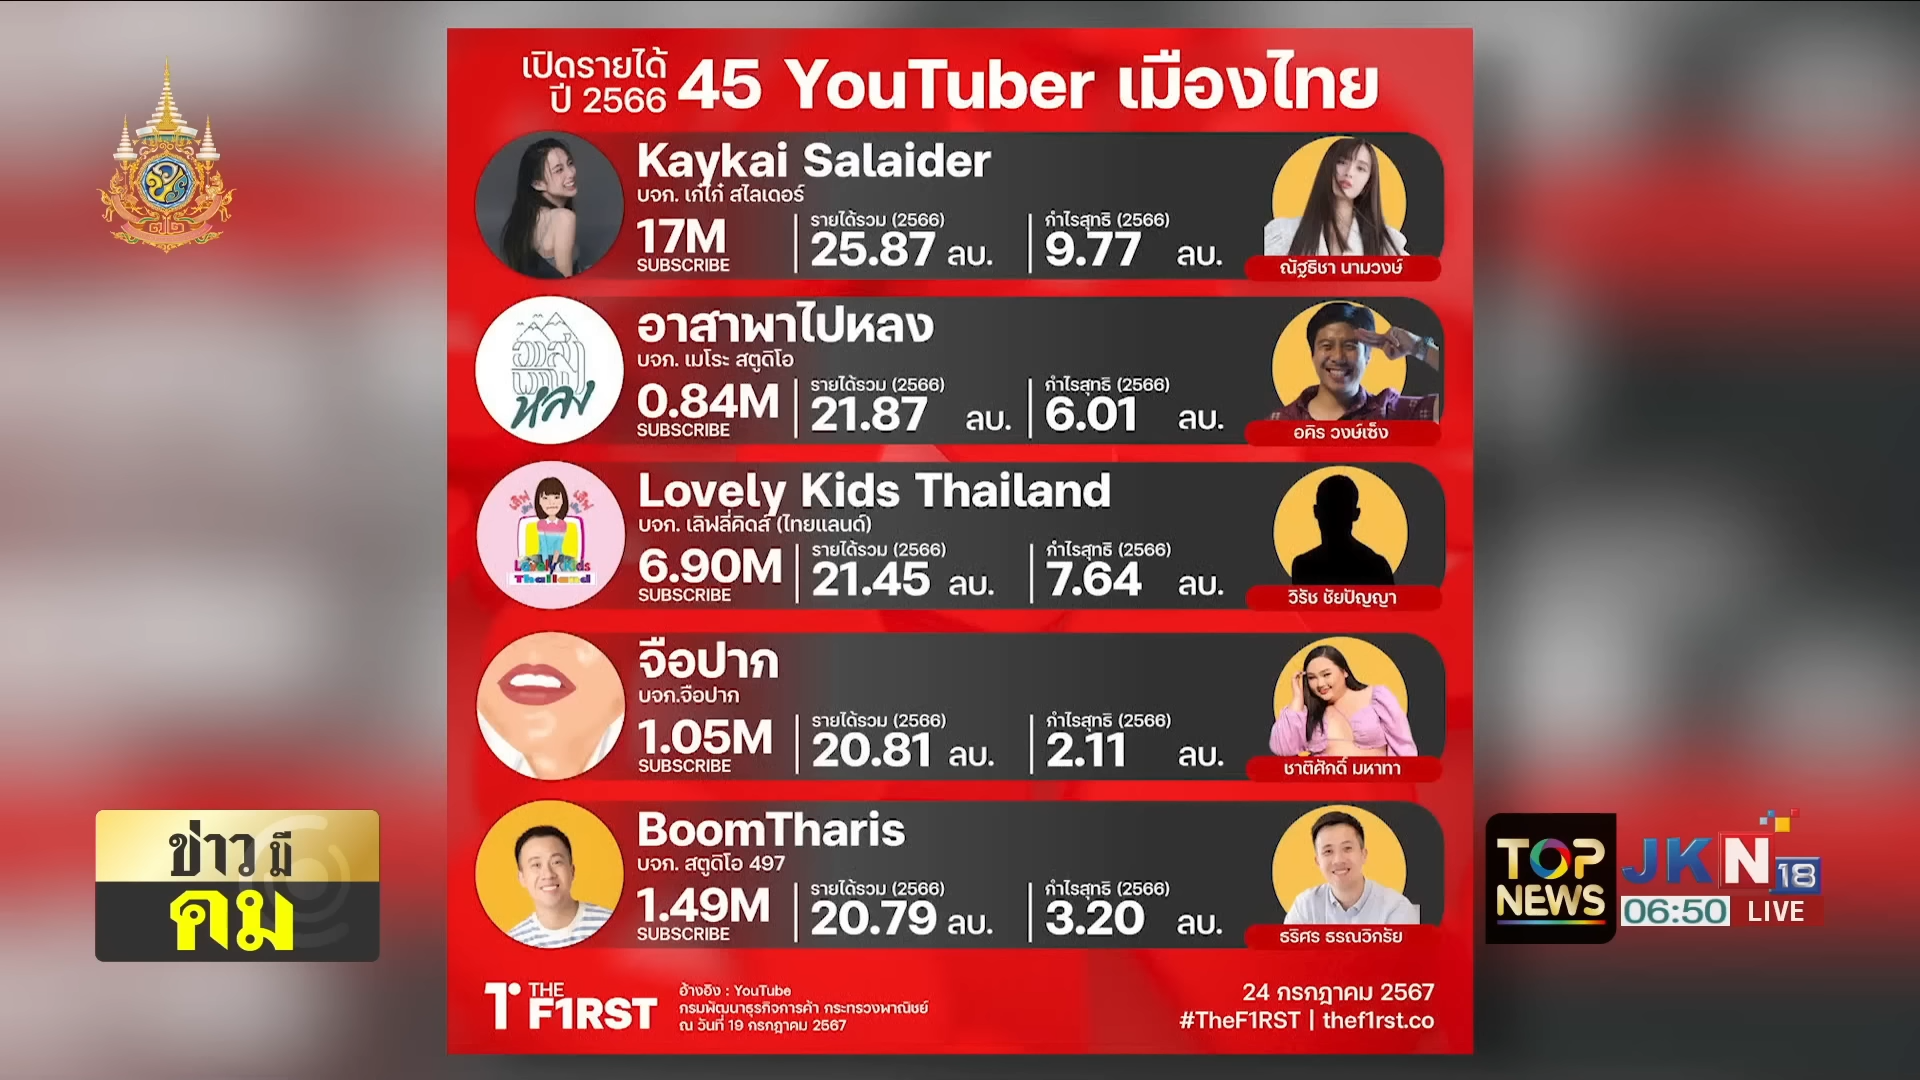 เปิดรายได้
ปี 2566
45 YouTuber เมืองไทย
Kaykai Salaider
บจก. เก๋ไก๋ สไลเดอร์
17M
SUBSCRIBE
รายได้รวม (2566)
25.87 ลบ.
กำไรสุทธิ (2566)
9.77 ลบ.
ณัฐธิชา นามวงษ์
อาสาพาไปหลง
บจก. เมโระ สตูดิโอ
0.84M
SUBSCRIBE
รายได้รวม (2566)
21.87 ลบ.
กำไรสุทธิ (2566)
6.01 ลบ.
อคิร วงษ์เซ็ง
อาสา
พาไป
หลง
Lovely Kids Thailand
บจก. เลิฟลี่คิดส์ (ไทยแลนด์)
6.90M
SUBSCRIBE
รายได้รวม (2566)
21.45 ลบ.
กำไรสุทธิ (2566)
7.64 ลบ.
วิรัช ชัยปัญญา
Lovely Kids
Thailand
จือปาก
บจก.จือปาก
1.05M
SUBSCRIBE
รายได้รวม (2566)
20.81 ลบ.
กำไรสุทธิ (2566)
2.11 ลบ.
ชาติศักดิ์ มหาทา
BoomTharis
บจก. สตูดิโอ 497
1.49M
SUBSCRIBE
รายได้รวม (2566)
20.79 ลบ.
กำไรสุทธิ (2566)
3.20 ลบ.
ธริศร ธรณวิกรัย
THE
F1RST
อ้างอิง : YouTube
กรมพัฒนาธุรกิจการค้า กระทรวงพาณิชย์
ณ วันที่ 19 กรกฎาคม 2567
24 กรกฎาคม 2567
#TheF1RST | thef1rst.co
ข่าวมี
คม
TOP
NEWS
JKN18
06:50 LIVE